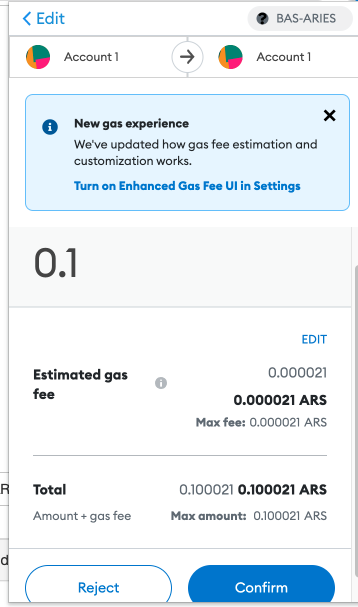 Edit
BAS-ARIES
Account 1
Account 1
New gas experience
We've updated how gas fee estimation and
customization works.
Turn on Enhanced Gas Fee UI in Settings
0.1
EDIT
Estimated gas
fee
0.000021
0.000021 ARS
Max fee: 0.000021 ARS
Total
0.100021 0.100021 ARS
Amount + gas fee
Max amount: 0.100021 ARS
R
d
Reject
Confirm